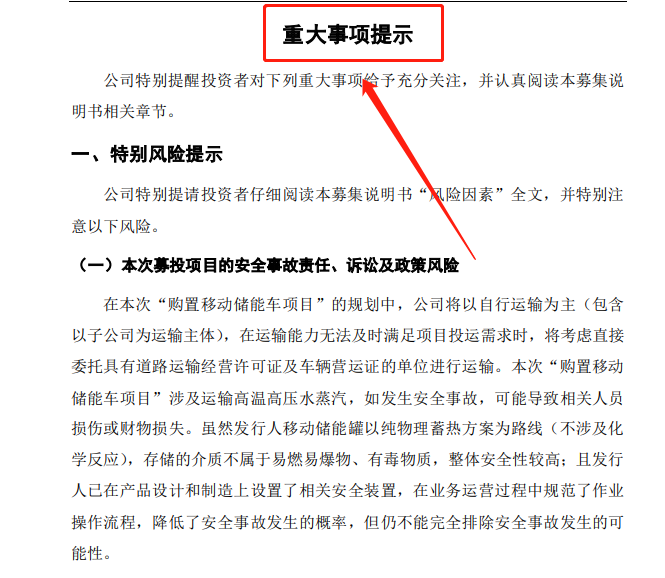 重大事项提示
公司特别提醒投资者对下列重大事项给予充分关注，并认真阅读本募集说
明书相关章节。
一、特别风险提示
公司特别提请投资者仔细阅读本募集说明书“风险因素”全文，并特别注
意以下风险。
（一）本次募投项目的安全事故责任、诉讼及政策风险
在本次“购置移动储能车项目”的规划中，公司将以自行运输为主（包含
以子公司为运输主体），在运输能力无法及时满足项目投运需求时，将考虑直接
委托具有道路运输经营许可证及车辆营运证的单位进行运输。本次“购置移动
储能车项目”涉及运输高温高压水蒸汽，如发生安全事故，可能导致相关人员
损伤或财物损失。虽然发行人移动储能罐以纯物理蓄热方案为路线（不涉及化
学反应），存储的介质不属于易燃易爆物、有毒物质，整体安全性较高；且发行
人已在产品设计和制造上设置了相关安全装置，在业务运营过程中规范了作业
操作流程，降低了安全事故发生的概率，但仍不能完全排除安全事故发生的可
能性。